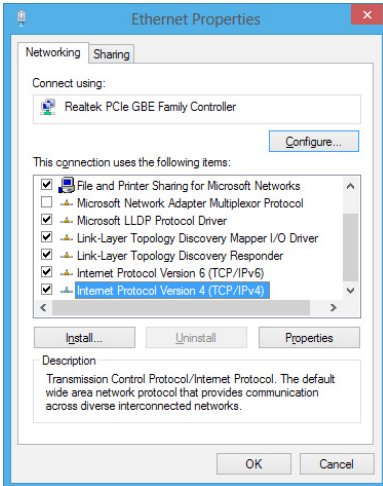 Ethernet Properties
Networking
Sharing
Connect using:
Realtek PCIe GBE Family Controller
Configure...
This connection uses the following items:
File and Printer Sharing for Microsoft Networks
Microsoft Network Adapter Multiplexor Protocol
Microsoft LLDP Protocol Driver
Link-Layer Topology Discovery Mapper I/O Driver
Link-Layer Topology Discovery Responder
Internet Protocol Version 6 (TCP/IPv6)
Internet Protocol Version 4 (TCP/IPv4)
Install...
Uninstall
Properties
Description
Transmission Control Protocol/Internet Protocol. The default
wide area network protocol that provides communication
across diverse interconnected networks.
OK
Cancel